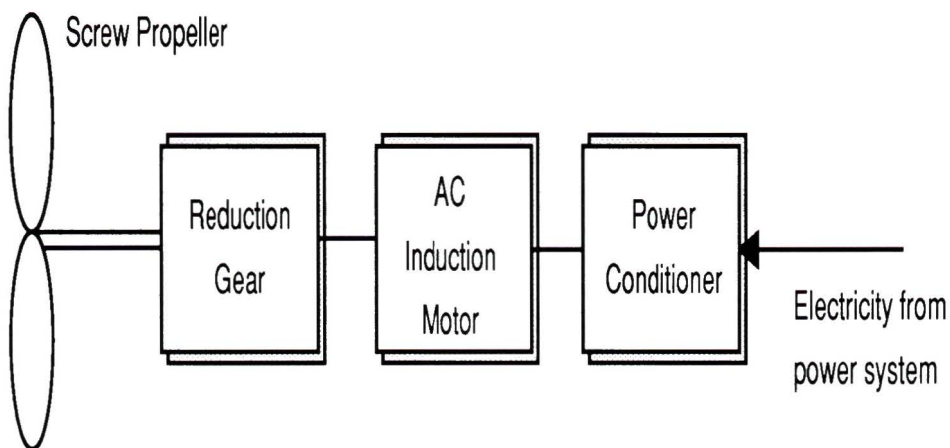 Screw Propeller
Reduction
Gear
AC
Induction
Motor
Power
Conditioner
Electricity from
power system